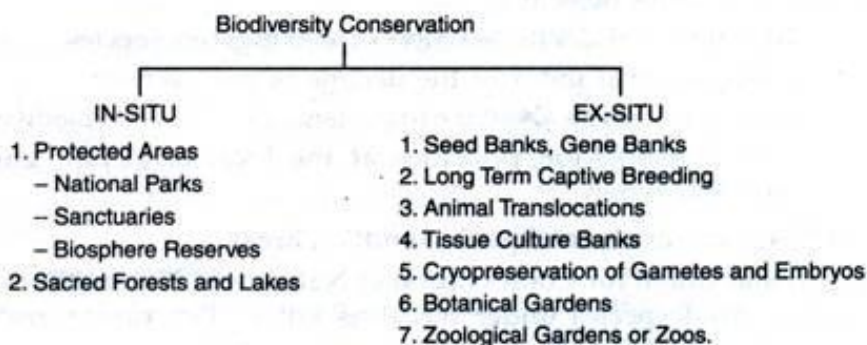 Biodiversity Conservation
IN-SITU
1. Protected Areas
– National Parks
– Sanctuaries
– Biosphere Reserves
2. Sacred Forests and Lakes
EX-SITU
1. Seed Banks, Gene Banks
2. Long Term Captive Breeding
3. Animal Translocations
4. Tissue Culture Banks
5. Cryopreservation of Gametes and Embryos
6. Botanical Gardens
7. Zoological Gardens or Zoos.